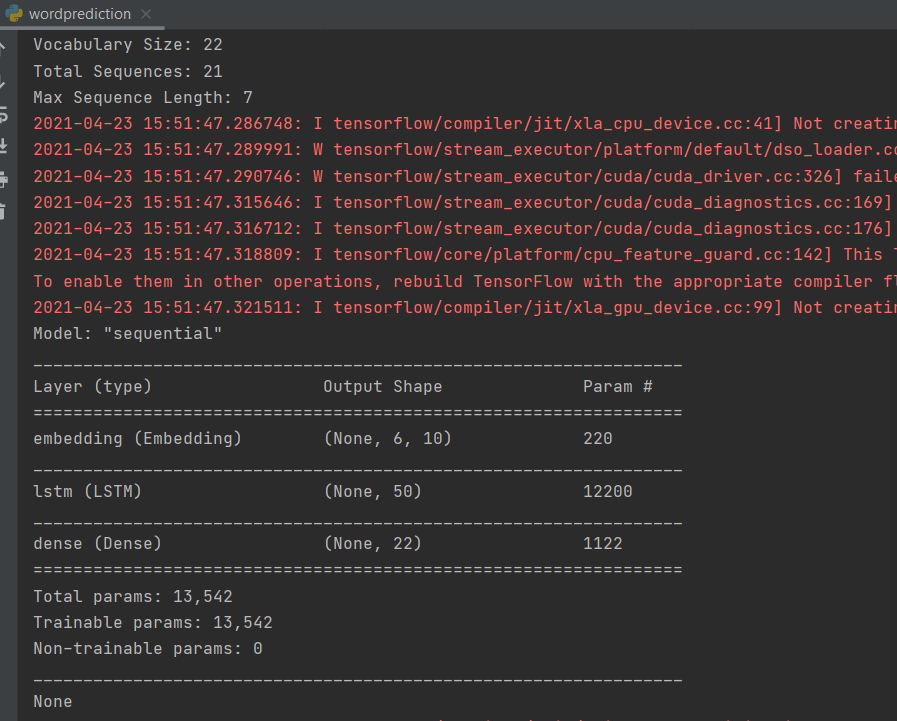 wordprediction
Vocabulary Size: 22
Total Sequences: 21
Max Sequence Length: 7
2021-04-23 15:51:47.286748: I tensorflow/compiler/jit/xla_cpu_device.cc:41] Not
2021-04-23 15:51:47.289991: W tensorflow/stream_executor/platform/default/dso_loader.
2021-04-23 15:51:47.290746: W tensorflow/stream_executor/cuda/cuda_driver.cc:326]
2021-04-23 15:51:47.315646: I tensorflow/stream_executor/cuda/cuda_diagnostics.cc:169]
2021-04-23 15:51:47.316712: I tensorflow/stream_executor/cuda/cuda_diagnostics.cc:176]
2021-04-23 15:51:47.318809: I tensorflow/core/platform/cpu_feature_guard.cc:142] This
To enable them in other operations, rebuild TensorFlow with the appropriate compiler
2021-04-23 15:51:47.321511: I tensorflow/compiler/jit/xla_gpu_device.cc:99] Not
Model: "sequential"
_________________________________________________________________
Layer (type) Output Shape Param #
=================================================================
embedding (Embedding) (None, 6, 10) 220
_________________________________________________________________
lstm (LSTM) (None, 50) 12200
_________________________________________________________________
dense (Dense) (None, 22) 1122
=================================================================
Total params: 13,542
Trainable params: 13,542
Non-trainable params: 0
_________________________________________________________________
None